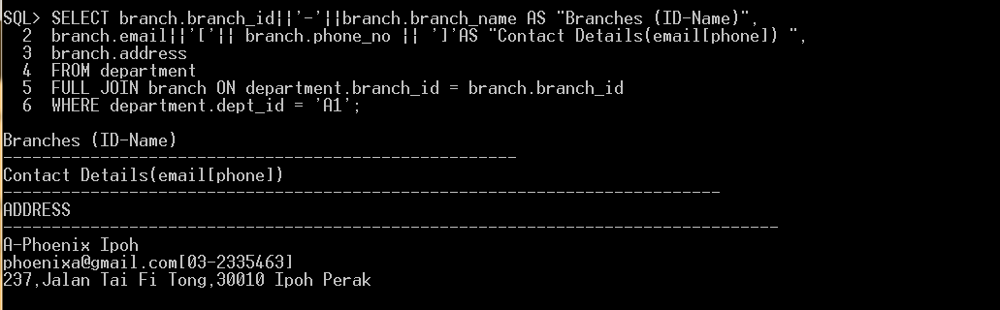 SQL> SELECT branch.branch_id||'-'||branch.branch_name AS "Branches (ID-Name)",
2 branch.email||'['|| branch.phone_no || ']'AS "Contact Details(email[phone]) ",
3 branch.address
4 FROM department
5 FULL JOIN branch ON department.branch_id = branch.branch_id
6 WHERE department.dept_id = 'A1';
Branches (ID-Name)
-----------------------------------------------------
Contact Details(email[phone])
--------------------------------------------------------------------------
ADDRESS
--------------------------------------------------------------------------------
A-Phoenix Ipoh
phoenixa@gmail.com[03-2335463]
237,Jalan Tai Fi Tong,30010 Ipoh Perak